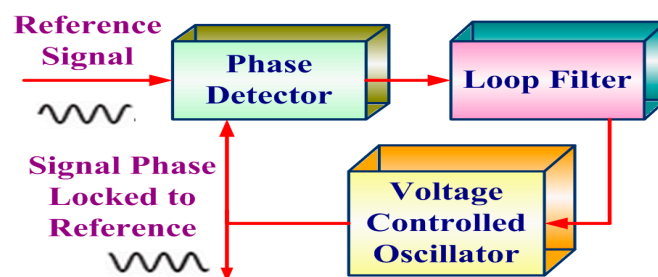 Reference
Signal
Phase
Detector
Loop Filter
Signal Phase
Locked to
Reference
Voltage
Controlled
Oscillator